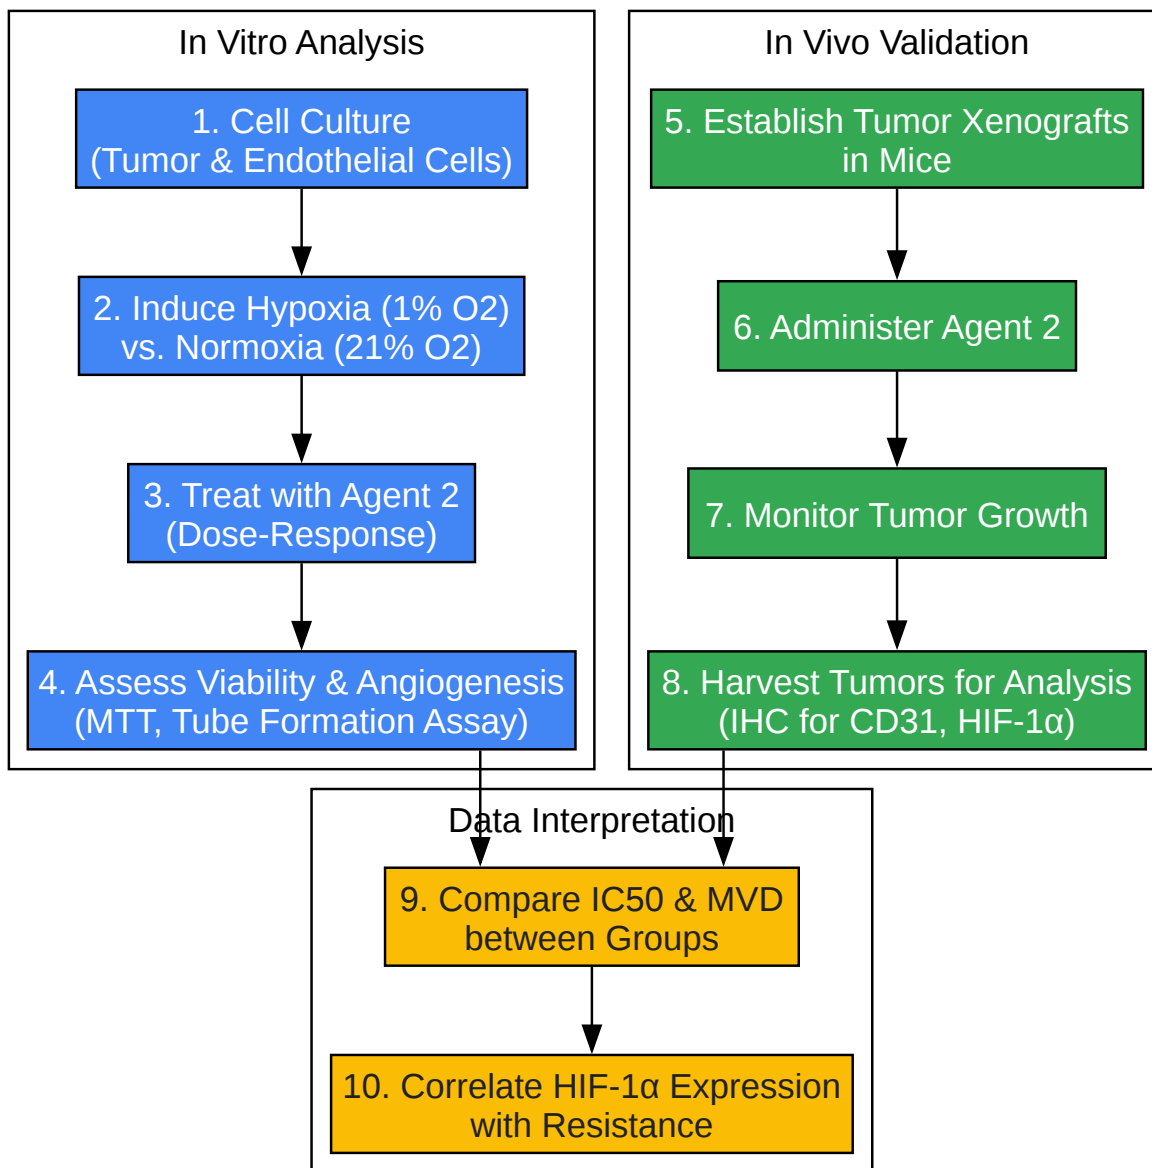 In Vitro Analysis
1. Cell Culture
(Tumor & Endothelial Cells)
2. Induce Hypoxia (1% O2)
vs. Normoxia (21% O2)
3. Treat with Agent 2
(Dose-Response)
4. Assess Viability & Angiogenesis
(MTT, Tube Formation Assay)
In Vivo Validation
5. Establish Tumor Xenografts
in Mice
6. Administer Agent 2
7. Monitor Tumor Growth
8. Harvest Tumors for Analysis
(IHC for CD31, HIF-1α)
Data Interpretation
9. Compare IC50 & MVD
between Groups
10. Correlate HIF-1α Expression
with Resistance